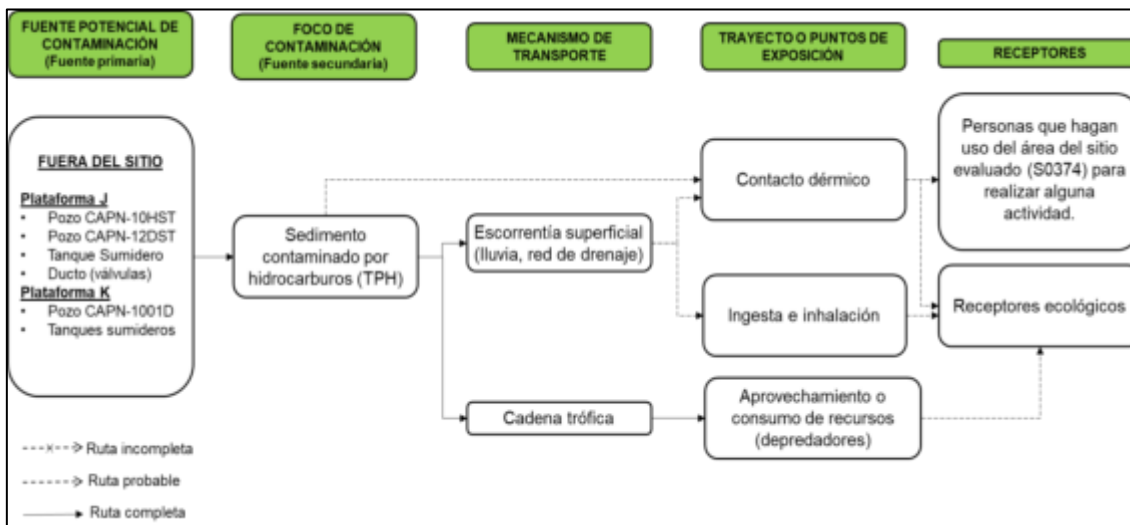 FUENTE POTENCIAL DE
CONTAMINACIÓN
(Fuente primaria)
FOCO DE
CONTAMINACIÓN
(Fuente secundaria)
MECANISMO DE
TRANSPORTE
TRAYECTO O PUNTOS DE
EXPOSICIÓN
RECEPTORES
FUERA DEL SITIO
Plataforma J
• Pozo CAPN-10HST
• Pozo CAPN-12DST
• Tanque Sumidero
• Ducto (válvulas)
Plataforma K
• Pozo CAPN-1001D
• Tanques sumideros
Sedimento
contaminado por
hidrocarburos (TPH)
Escorrentía superficial
(lluvia, red de drenaje)
Cadena trófica
Contacto dérmico
Ingesta e inhalación
Aprovechamiento o
consumo de recursos
(depredadores)
Personas que hagan
uso del área del sitio
evaluado (S0374) para
realizar alguna
actividad.
Receptores ecológicos
Ruta incompleta
Ruta probable
Ruta completa